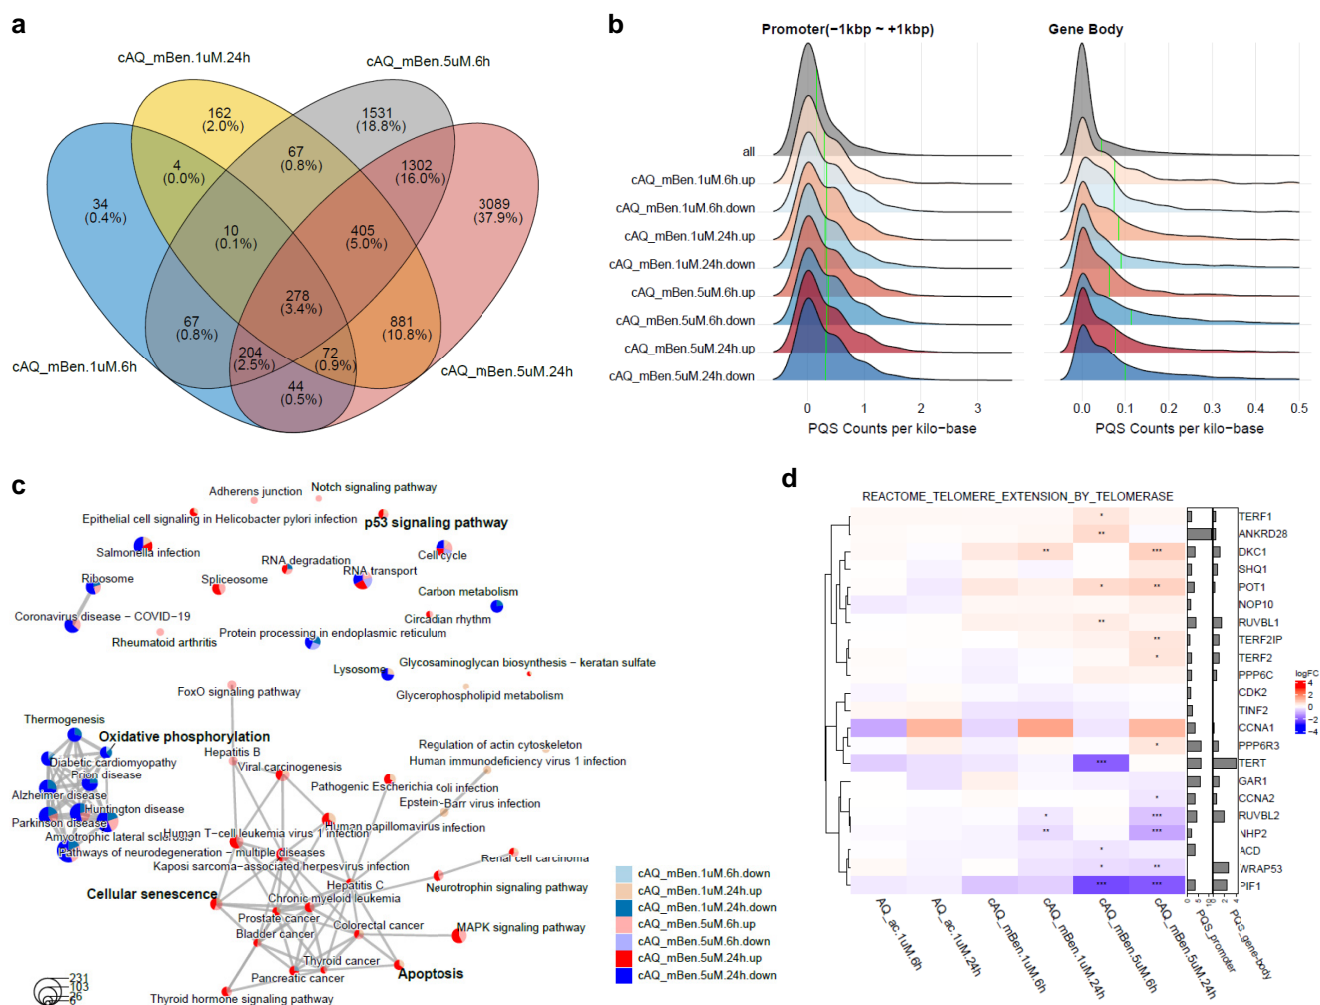 a
cAQ_mBen.1uM.24h
cAQ_mBen.5uM.6h
162
(2.0%)
1531
(18.8%)
34
(0.4%)
4
(0.0%)
67
(0.8%)
1302
(16.0%)
3089
(37.9%)
10
(0.1%)
405
(5.0%)
278
(3.4%)
67
(0.8%)
881
(10.8%)
204
(2.5%)
72
(0.9%)
44
(0.5%)
cAQ_mBen.1uM.6h
cAQ_mBen.5uM.24h
b
Promoter(−1kbp ~ +1kbp)
Gene Body
all
cAQ_mBen.1uM.6h.up
cAQ_mBen.1uM.6h.down
cAQ_mBen.1uM.24h.up
cAQ_mBen.1uM.24h.down
cAQ_mBen.5uM.6h.up
cAQ_mBen.5uM.6h.down
cAQ_mBen.5uM.24h.up
cAQ_mBen.5uM.24h.down
0 1 2 3
PQS Counts per kilo−base
0.0 0.1 0.2 0.3 0.4 0.5
PQS Counts per kilo−base
c
Adherens junction
Notch signaling pathway
Epithelial cell signaling in Helicobacter pylori infection
p53 signaling pathway
Salmonella infection
RNA degradation
Cell cycle
Ribosome
Spliceosome
RNA transport
Carbon metabolism
Coronavirus disease − COVID−19
Circadian rhythm
Rheumatoid arthritis
Protein processing in endoplasmic reticulum
Lysosome
Glycosaminoglycan biosynthesis − keratan sulfate
FoxO signaling pathway
Glycerophospholipid metabolism
Thermogenesis
Oxidative phosphorylation
Hepatitis B
Regulation of actin cytoskeleton
Diabetic cardiomyopathy
Viral carcinogenesis
Human immunodeficiency virus 1 infection
Prion disease
Pathogenic Escherichia coli infection
Alzheimer disease
Huntington disease
Epstein−Barr virus infection
Parkinson disease
Human papillomavirus infection
Amyotrophic lateral sclerosis
Human T−cell leukemia virus 1 infection
Pathways of neurodegeneration − multiple diseases
Renal cell carcinoma
Kaposi sarcoma−associated herpesvirus infection
Hepatitis C
Neurotrophin signaling pathway
Cellular senescence
Chronic myeloid leukemia
Prostate cancer
Colorectal cancer
MAPK signaling pathway
Bladder cancer
Thyroid cancer
Apoptosis
Pancreatic cancer
Thyroid hormone signaling pathway
231
103
26
6
cAQ_mBen.1uM.6h.down
cAQ_mBen.1uM.24h.up
cAQ_mBen.1uM.24h.down
cAQ_mBen.5uM.6h.up
cAQ_mBen.5uM.6h.down
cAQ_mBen.5uM.24h.up
cAQ_mBen.5uM.24h.down
d
REACTOME_TELOMERE_EXTENSION_BY_TELOMERASE
* TERF1
** ANKRD28
** *** DKC1
SHQ1
* ** POT1
NOP10
** RUVBL1
** TERF2IP
* TERF2
PPP6C
CDK2
TINF2
CCNA1
* PPP6R3
*** TERT
GAR1
* CCNA2
* *** RUVBL2
** *** NHP2
* ACD
* ** WRAP53
*** *** PIF1
logFC
4
2
0
−2
−4
0 5 10
0 2 4
AQ_ac.1uM.6h
AQ_ac.1uM.24h
cAQ_mBen.1uM.6h
cAQ_mBen.1uM.24h
cAQ_mBen.5uM.6h
cAQ_mBen.5uM.24h
PQS_promoter
PQS_gene-body